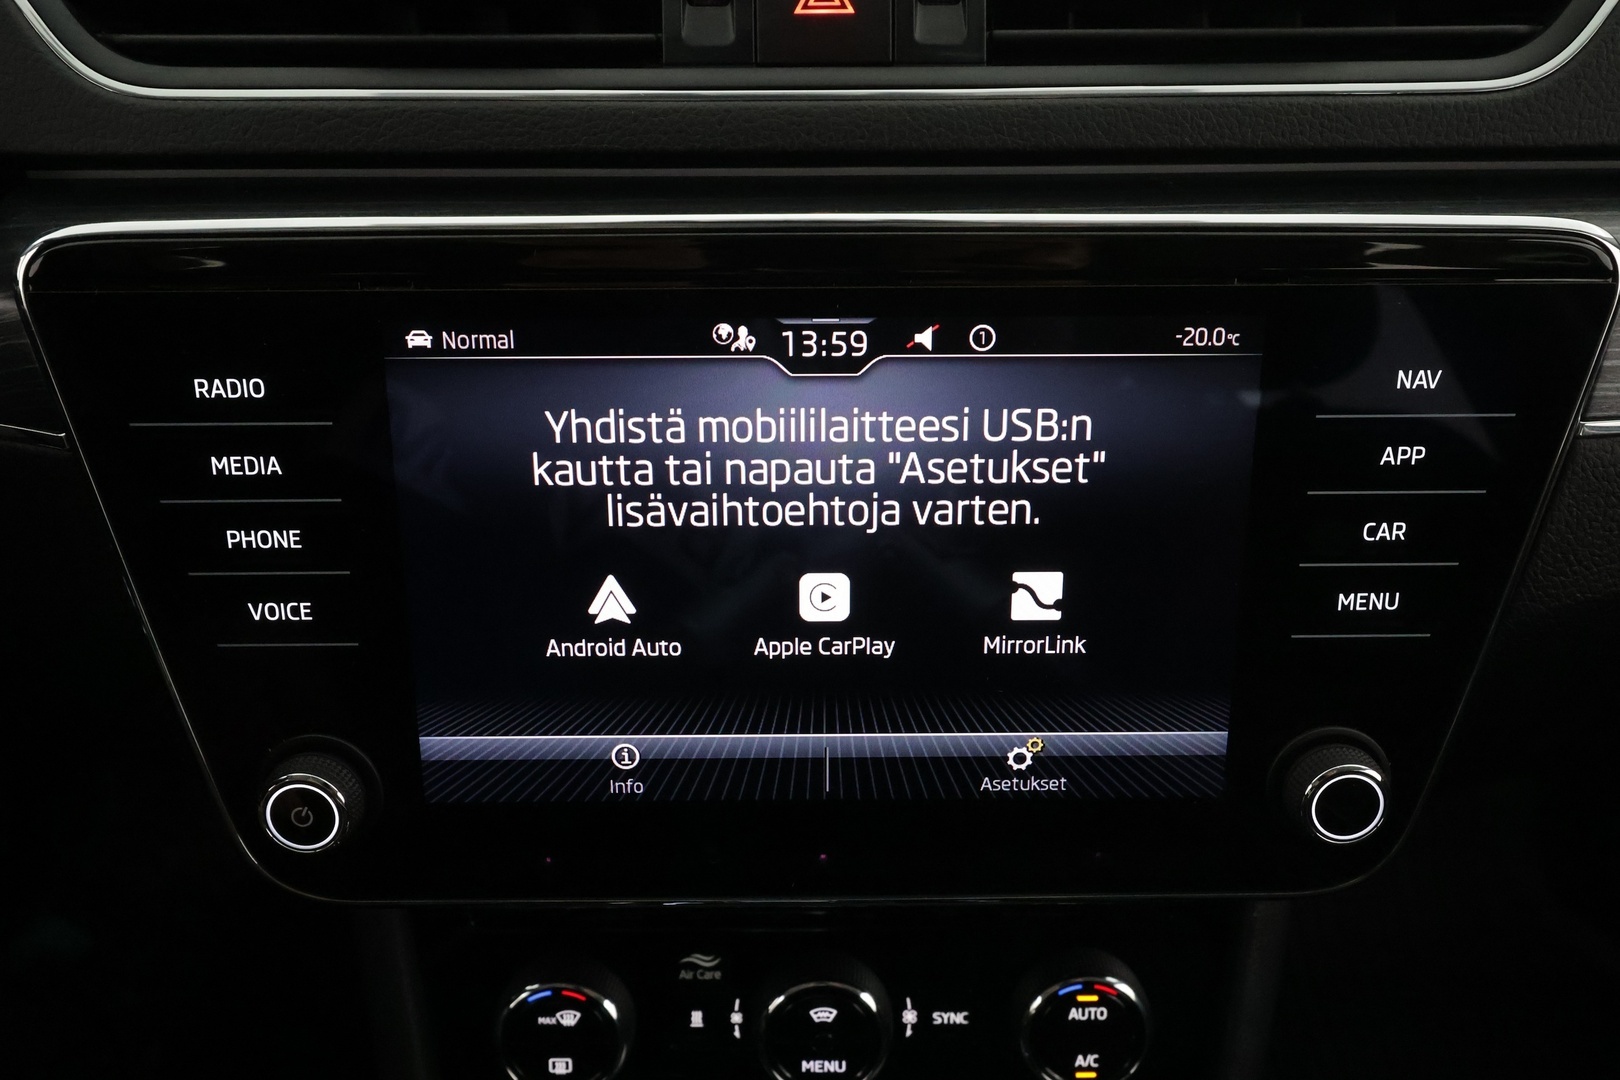 Normal
13:59
1
-20.0°C
RADIO
MEDIA
PHONE
VOICE
Yhdistä mobiililaitteesi USB:n
kautta tai napauta "Asetukset"
lisävaihtoehtoja varten.
Android Auto
Apple CarPlay
MirrorLink
Info
Asetukset
NAV
APP
CAR
MENU
Air Care
MAX
MENU
SYNC
AUTO
A/C